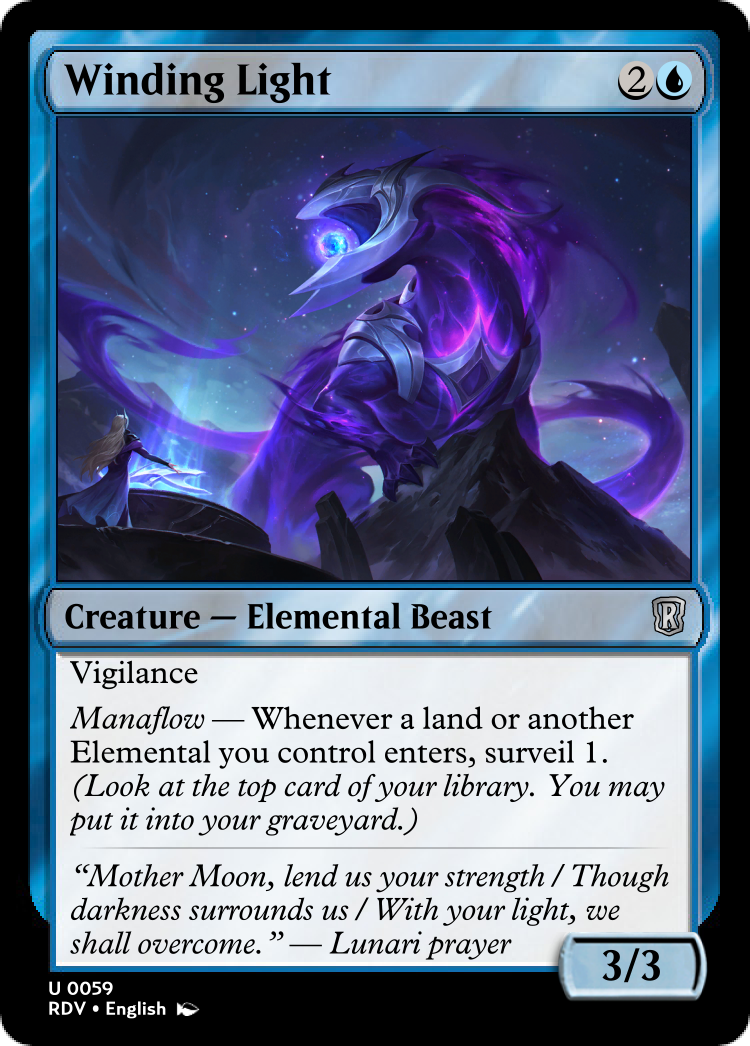 Winding Light
2
Creature — Elemental Beast
R
Vigilance
Manaflow — Whenever a land or another
Elemental you control enters, surveil 1.
(Look at the top card of your library. You may
put it into your graveyard.)
“Mother Moon, lend us your strength / Though
darkness surrounds us / With your light, we
shall overcome.” — Lunari prayer
3/3
U 0059
RDV • English